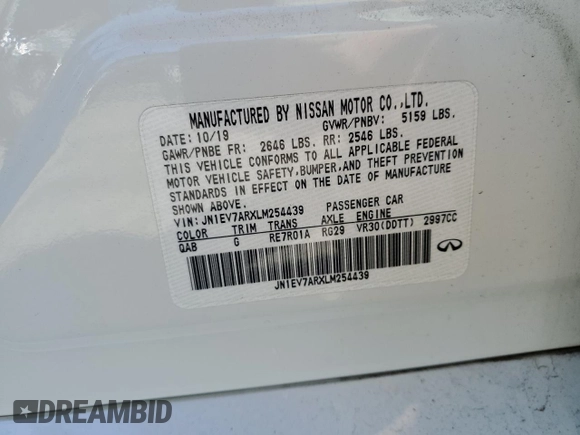 MANUFACTURED BY NISSAN MOTOR CO.,LTD.
DATE: 10/19 GVWR/PNBV: 5159 LBS.
GAWR/PNBE FR: 2646 LBS. RR: 2546 LBS.
THIS VEHICLE CONFORMS TO ALL APPLICABLE FEDERAL
MOTOR VEHICLE SAFETY,BUMPER,AND THEFT PREVENTION
STANDARDS IN EFFECT ON THE DATE OF MANUFACTURE
SHOWN ABOVE.
VIN: JN1EV7ARXLM254439 PASSENGER CAR
COLOR TRIM TRANS AXLE ENGINE
QAB G RE7R01A RG29 VR30(DDTT) 2997CC
JN1EV7ARXLM254439
DREAMBID